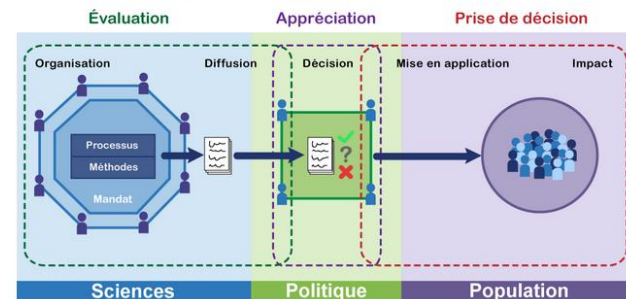 Évaluation
Appréciation
Prise de décision
Organisation
Diffusion
Décision
Mise en application
Impact
Processus
Méthodes
Mandat
?
Sciences
Politique
Population